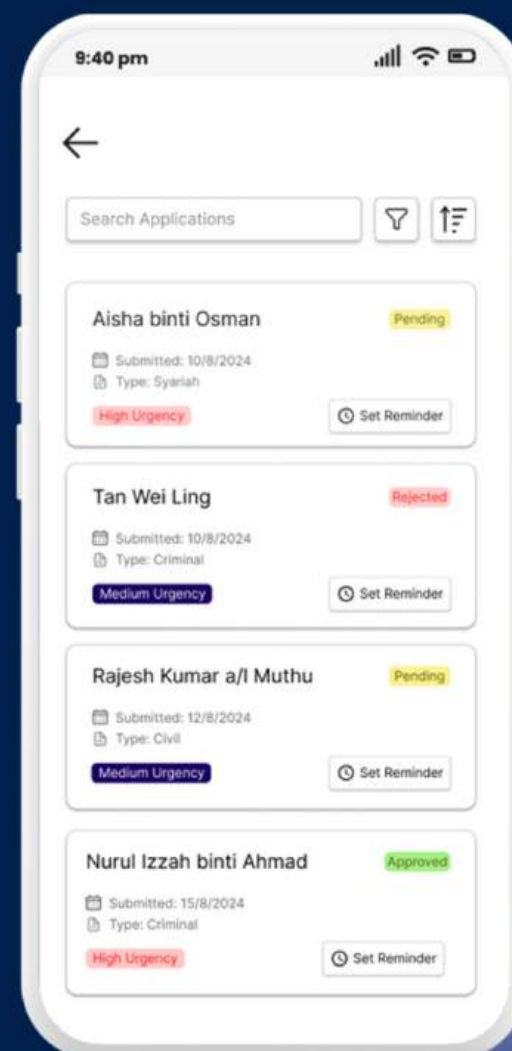 9:40 pm
Search Applications
Aisha binti Osman Pending
Submitted: 10/8/2024
Type: Syariah
High Urgency Set Reminder
Tan Wei Ling Rejected
Submitted: 10/8/2024
Type: Criminal
Medium Urgency Set Reminder
Rajesh Kumar a/l Muthu Pending
Submitted: 12/8/2024
Type: Civil
Medium Urgency Set Reminder
Nurul Izzah binti Ahmad Approved
Submitted: 15/8/2024
Type: Criminal
High Urgency Set Reminder